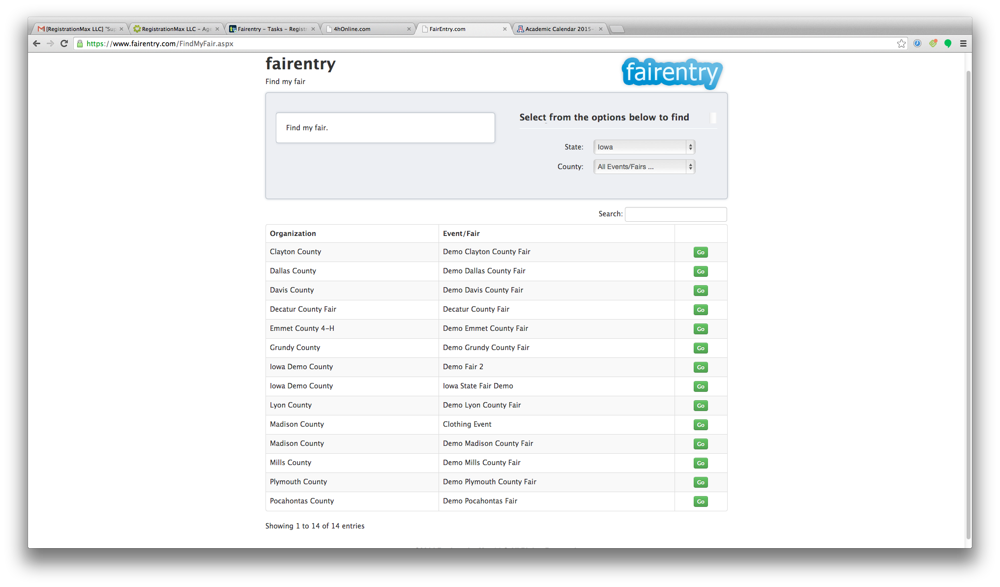 [RegistrationMax LLC] "Sup
RegistrationMax LLC – Age
Fairentry – Tasks – Registr
4hOnline.com
FairEntry.com
Academic Calendar 2015–
https://www.fairentry.com/FindMyFair.aspx
fairentry
fairentry
Find my fair
Find my fair.
Select from the options below to find
State: Iowa
County: All Events/Fairs ...
Search:
Organization Event/Fair
Clayton County Demo Clayton County Fair Go
Dallas County Demo Dallas County Fair Go
Davis County Demo Davis County Fair Go
Decatur County Fair Decatur County Fair Go
Emmet County 4-H Demo Emmet County Fair Go
Grundy County Demo Grundy County Fair Go
Iowa Demo County Demo Fair 2 Go
Iowa Demo County Iowa State Fair Demo Go
Lyon County Demo Lyon County Fair Go
Madison County Clothing Event Go
Madison County Demo Madison County Fair Go
Mills County Demo Mills County Fair Go
Plymouth County Demo Plymouth County Fair Go
Pocahontas County Demo Pocahontas Fair Go
Showing 1 to 14 of 14 entries